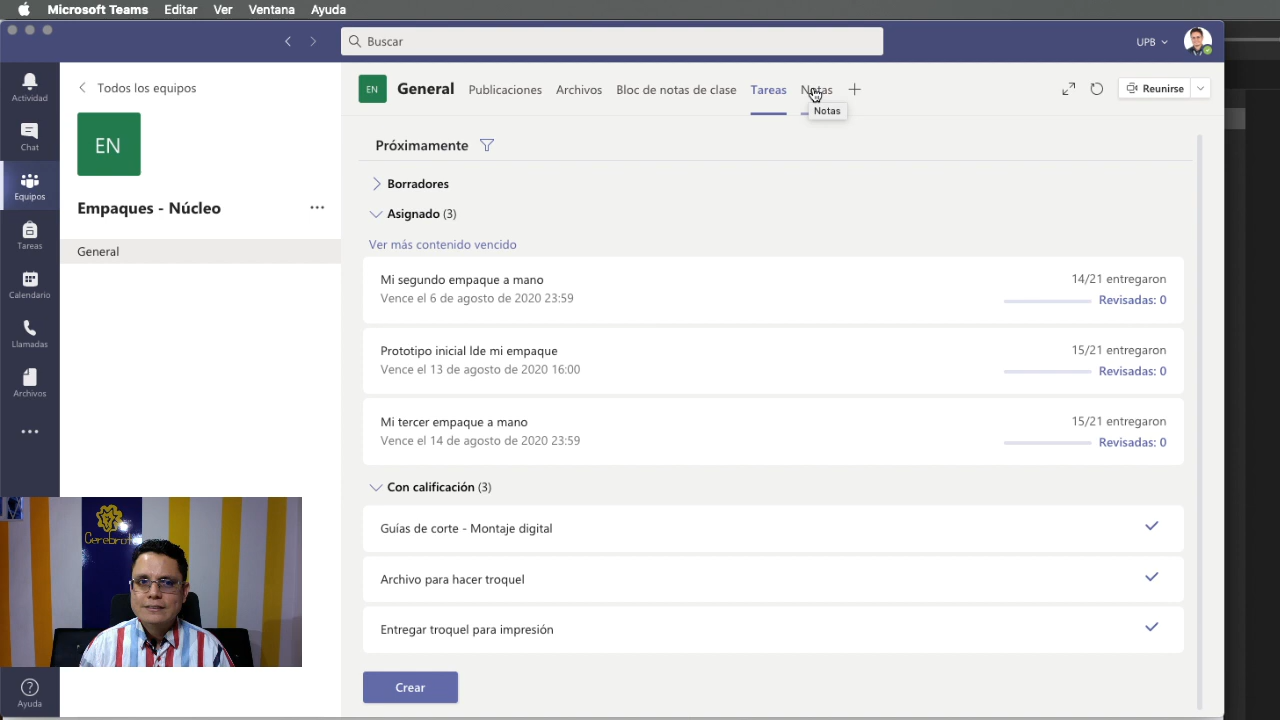 Microsoft Teams Editar Ver Ventana Ayuda
Buscar
UPB
Actividad
Chat
Equipos
Tareas
Calendario
Llamadas
Archivos
Ayuda
Todos los equipos
EN
Empaques - Núcleo
General
EN General Publicaciones Archivos Bloc de notas de clase Tareas Notas
Reunirse
Notas
Próximamente
Borradores
Asignado (3)
Ver más contenido vencido
Mi segundo empaque a mano
14/21 entregaron
Vence el 6 de agosto de 2020 23:59
Revisadas: 0
Prototipo inicial lde mi empaque
15/21 entregaron
Vence el 13 de agosto de 2020 16:00
Revisadas: 0
Mi tercer empaque a mano
15/21 entregaron
Vence el 14 de agosto de 2020 23:59
Revisadas: 0
Con calificación (3)
Guías de corte - Montaje digital
Archivo para hacer troquel
Entregar troquel para impresión
Crear